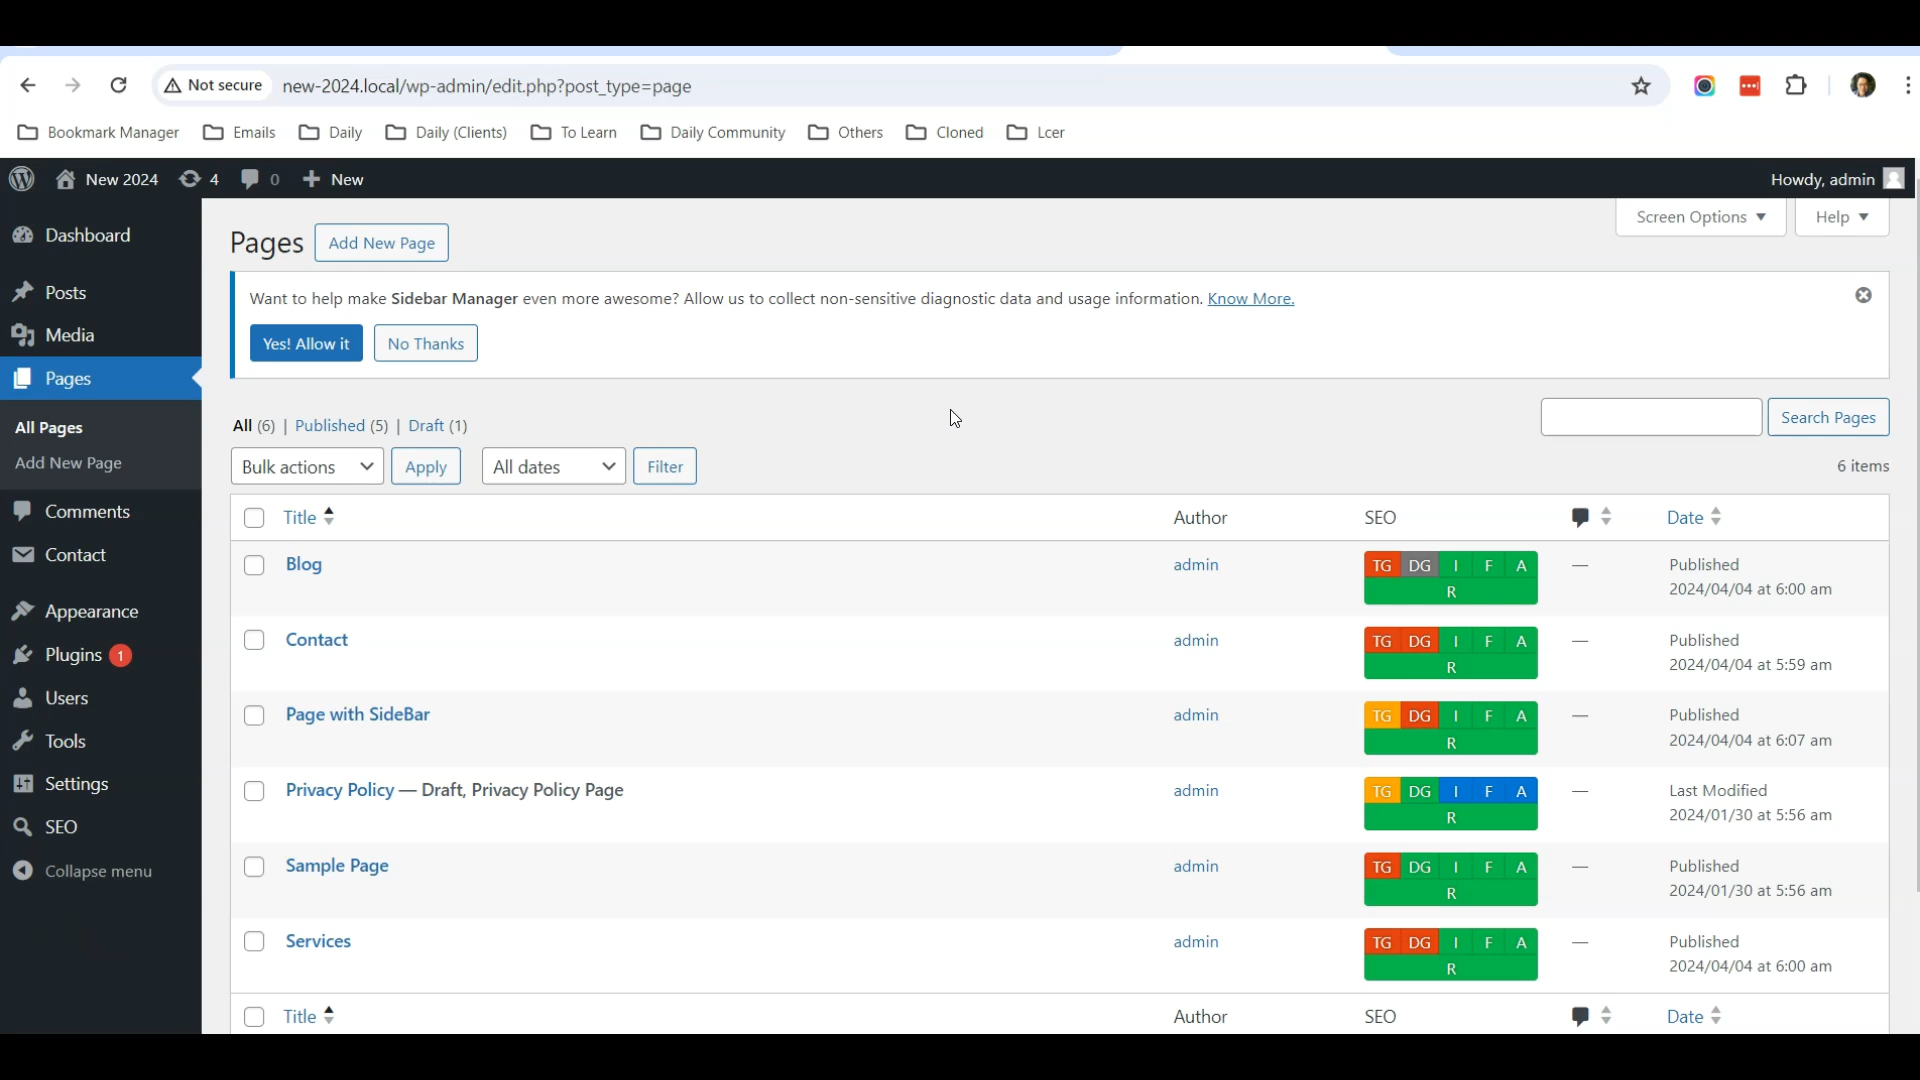 Not secure new-2024.local/wp-admin/edit.php?post_type=page
Bookmark Manager Emails Daily Daily (Clients) To Learn Daily Community Others Cloned Lcer
New 2024 4 0 + New Howdy, admin
Screen Options ▼ Help ▼
Dashboard
Posts
Media
Pages
All Pages
Add New Page
Comments
Contact
Appearance
Plugins 1
Users
Tools
Settings
SEO
Collapse menu
Pages Add New Page
Want to help make Sidebar Manager even more awesome? Allow us to collect non-sensitive diagnostic data and usage information. Know More.
Yes! Allow it No Thanks
All (6) | Published (5) | Draft (1)
Search Pages
Bulk actions Apply All dates Filter 6 items
Title Author SEO Date
Blog admin TG DG I F A — Published
R 2024/04/04 at 6:00 am
Contact admin TG DG I F A — Published
R 2024/04/04 at 5:59 am
Page with SideBar admin TG DG I F A — Published
R 2024/04/04 at 6:07 am
Privacy Policy — Draft, Privacy Policy Page admin TG DG I F A — Last Modified
R 2024/01/30 at 5:56 am
Sample Page admin TG DG I F A — Published
R 2024/01/30 at 5:56 am
Services admin TG DG I F A — Published
R 2024/04/04 at 6:00 am
Title Author SEO Date